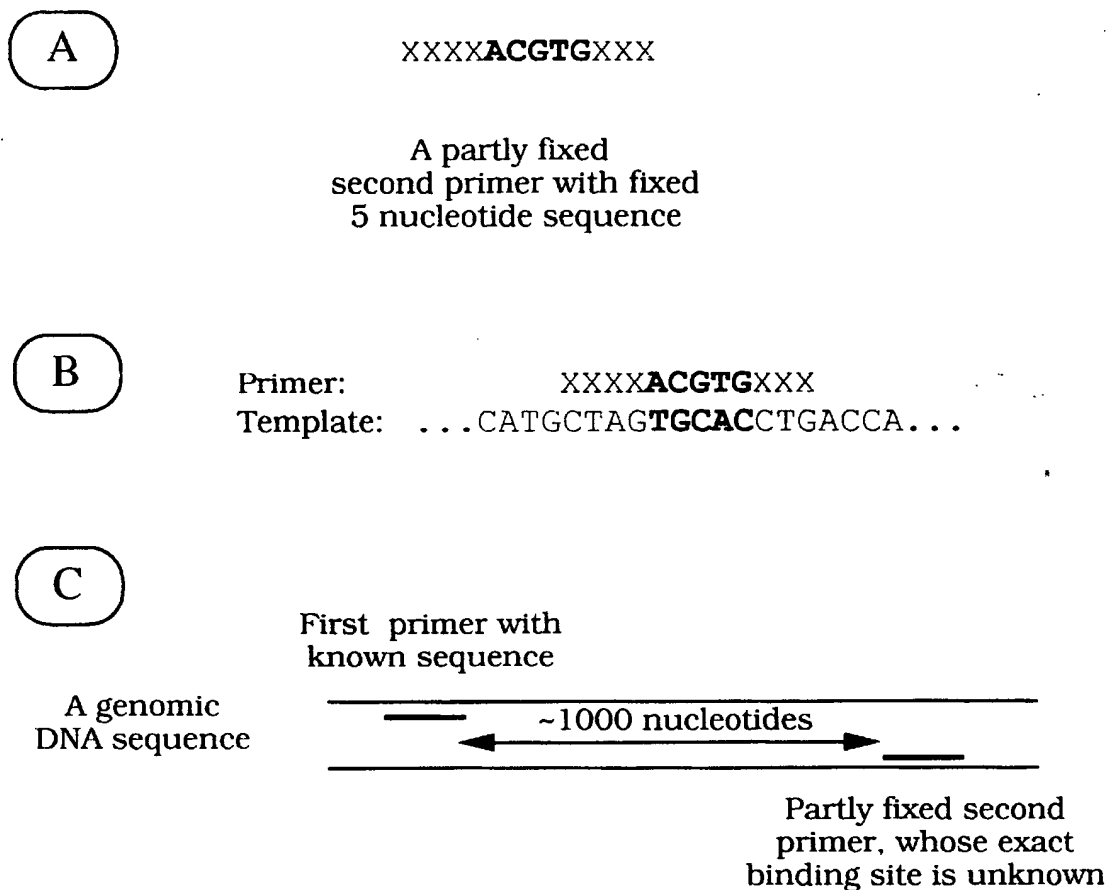 A
XXXXACGTGXXX
A partly fixed
second primer with fixed
5 nucleotide sequence
B
Primer: XXXXACGTGXXX
Template: ...CATGCTAGTGCACCTGACCA...
C
First primer with
known sequence
A genomic
DNA sequence
~1000 nucleotides
Partly fixed second
primer, whose exact
binding site is unknown